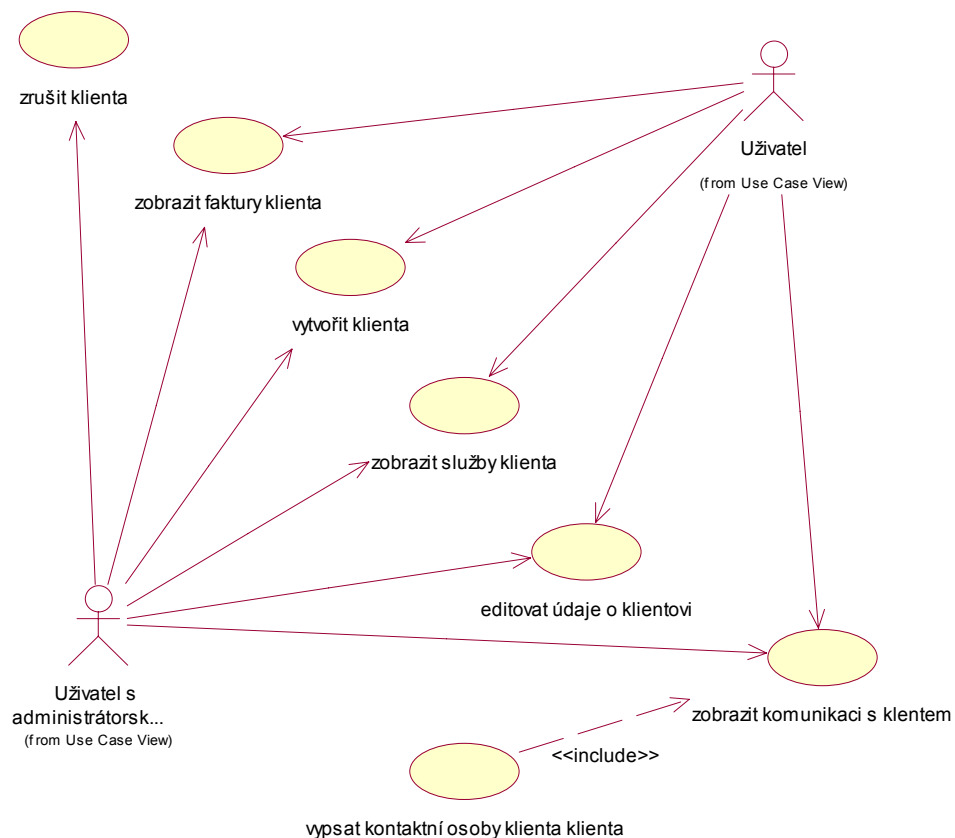 zrušit klienta
Uživatel
(from Use Case View)
zobrazit faktury klienta
vytvořit klienta
zobrazit služby klienta
editovat údaje o klientovi
Uživatel s
administrátorsk...
(from Use Case View)
zobrazit komunikaci s klentem
<<include>>
vypsat kontaktní osoby klienta klienta